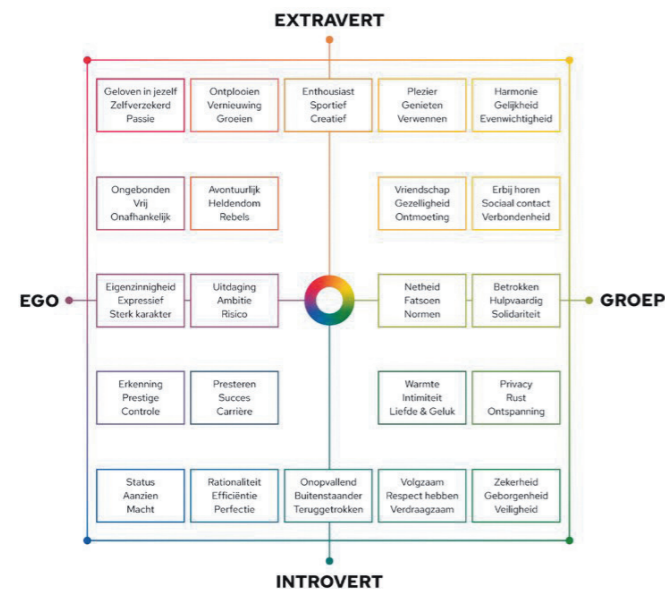 EXTRAVERT
Geloven in jezelf
Zelfverzekerd
Passie
Ontplooien
Vernieuwing
Groeien
Enthousiast
Sportief
Creatief
Plezier
Genieten
Verwennen
Harmonie
Gelijkheid
Evenwichtigheid
Ongebonden
Vrij
Onafhankelijk
Avontuurlijk
Heldendom
Rebels
Vriendschap
Gezelligheid
Ontmoeting
Erbij horen
Sociaal contact
Verbondenheid
EGO
Eigenzinnigheid
Expressief
Sterk karakter
Uitdaging
Ambitie
Risico
Netheid
Fatsoen
Normen
Betrokken
Hulpvaardig
Solidariteit
GROEP
Erkenning
Prestige
Controle
Presteren
Succes
Carrière
Warmte
Intimiteit
Liefde & Geluk
Privacy
Rust
Ontspanning
Status
Aanzien
Macht
Rationaliteit
Efficiëntie
Perfectie
Onopvallend
Buitenstaander
Teruggetrokken
Volgzaam
Respect hebben
Verdraagzaam
Zekerheid
Geborgenheid
Veiligheid
INTROVERT